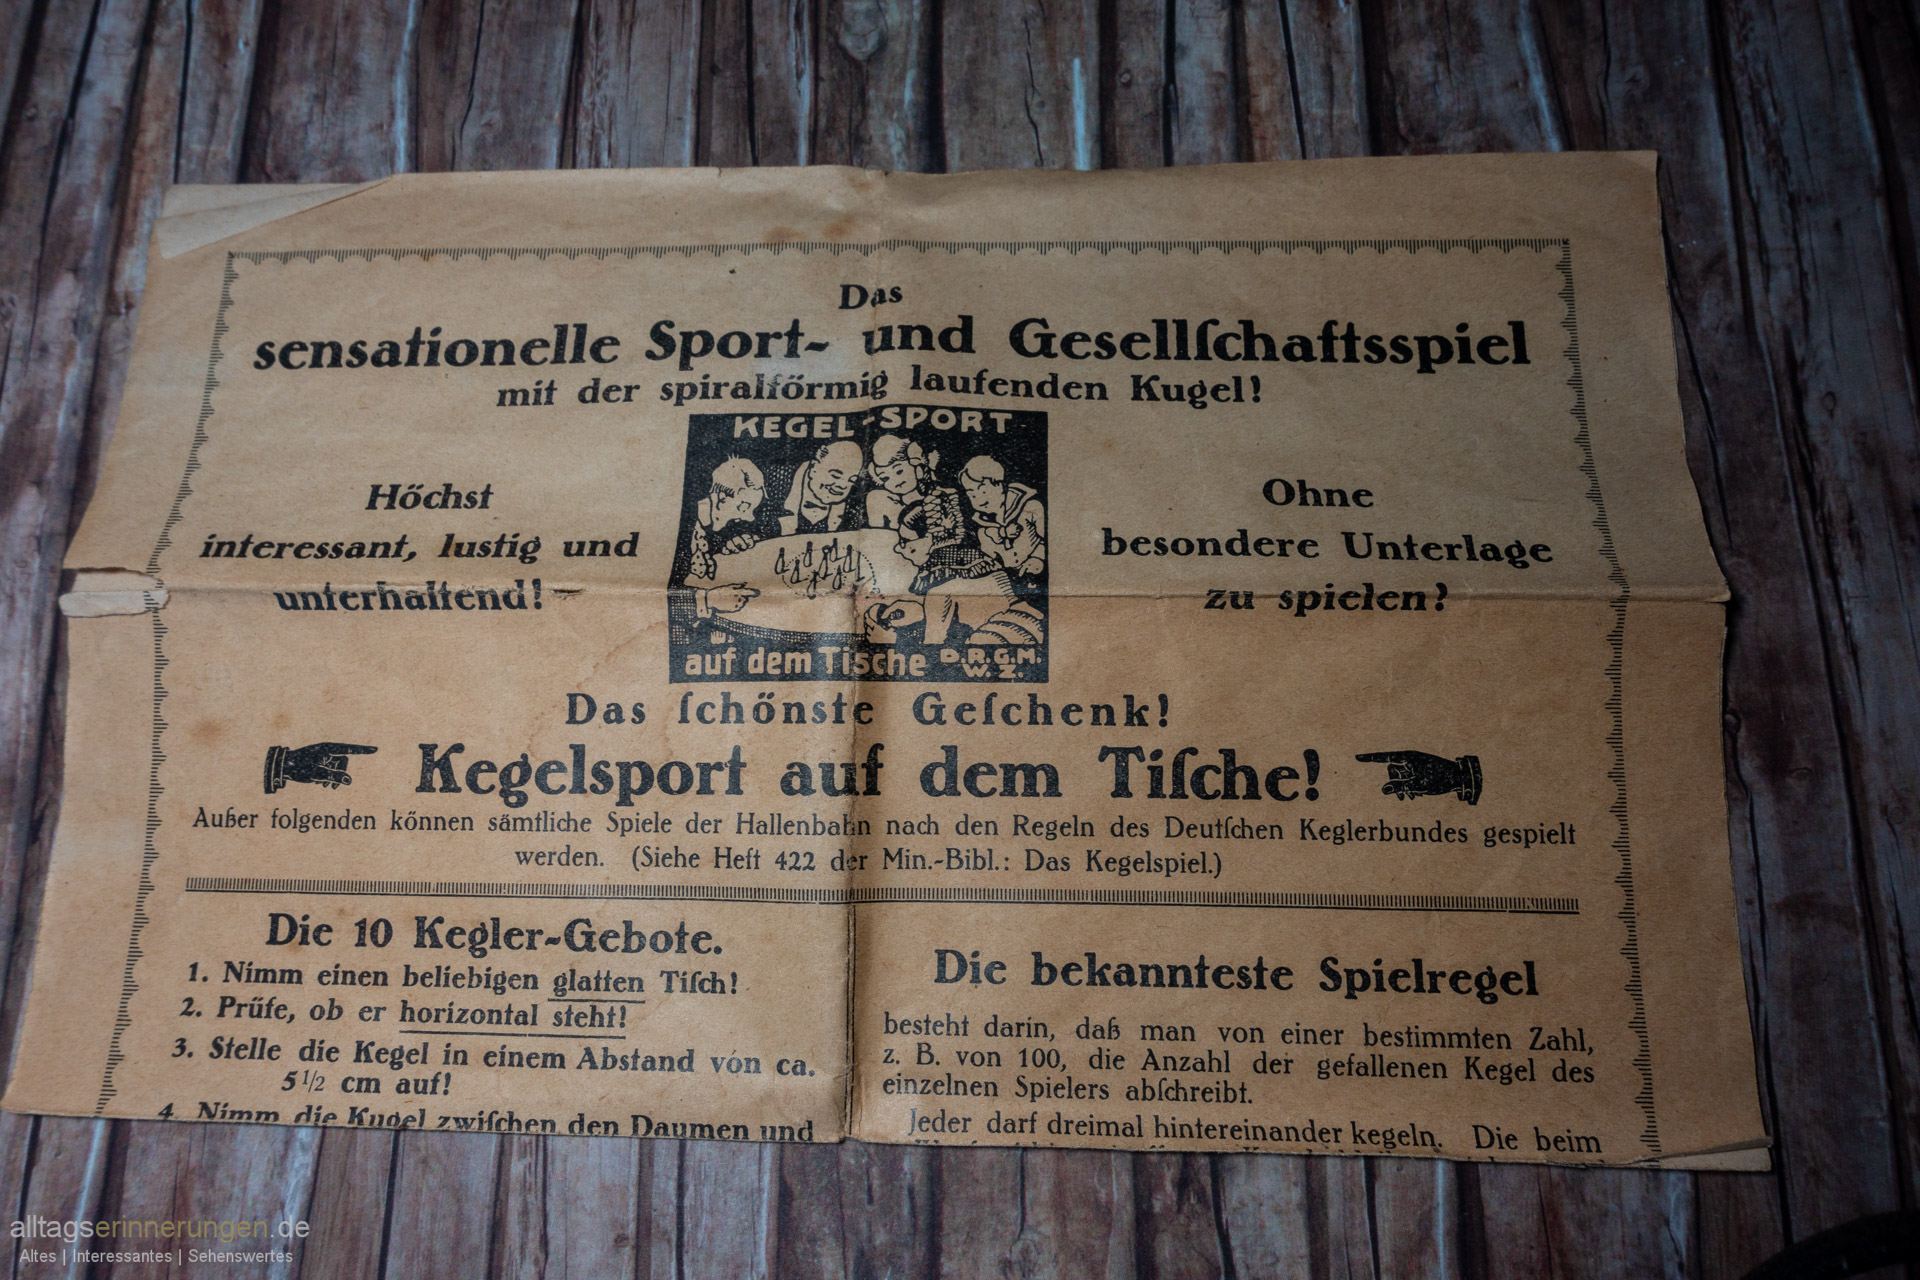 Das
sensationelle Sport- und Gesellſchaftsspiel
mit der spiralförmig laufenden Kugel!
KEGEL-SPORT
auf dem Tische D.R.G.M.
W.Z.
Höchst
interessant, lustig und
unterhaltend!
Ohne
besondere Unterlage
zu spielen?
Das ſchönste Geſchenk!
Kegelsport auf dem Tiſche!
Außer folgenden können sämtliche Spiele der Hallenbahn nach den Regeln des Deutſchen Keglerbundes gespielt
werden. (Siehe Heft 422 der Min.-Bibl.: Das Kegelspiel.)
Die 10 Kegler-Gebote.
1. Nimm einen beliebigen glatten Tiſch!
2. Prüfe, ob er horizontal steht!
3. Stelle die Kegel in einem Abstand von ca.
5 1/2 cm auf!
4. Nimm die Kugel zwiſchen den Daumen und
Die bekannteste Spielregel
besteht darin, daß man von einer bestimmten Zahl,
z. B. von 100, die Anzahl der gefallenen Kegel des
einzelnen Spielers abſchreibt.
Jeder darf dreimal hintereinander kegeln. Die beim
alltagserinnerungen.de
Altes | Interessantes | Sehenswertes